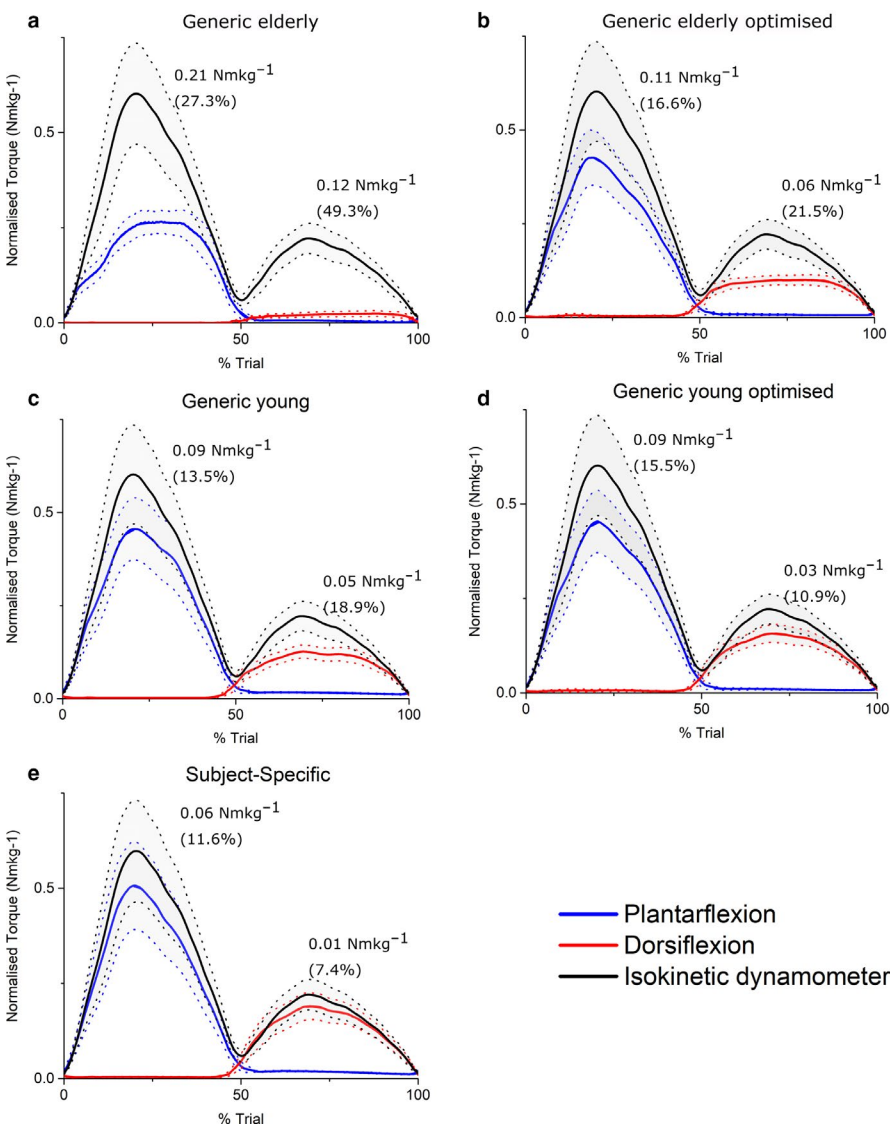 a
Generic elderly
Normalised Torque (Nmkg-1)
0.21 Nmkg⁻¹
(27.3%)
0.5
0.12 Nmkg⁻¹
(49.3%)
0.0
0
50
100
% Trial
b
Generic elderly optimised
Normalised Torque (Nmkg-1)
0.11 Nmkg⁻¹
(16.6%)
0.5
0.06 Nmkg⁻¹
(21.5%)
0.0
0
50
100
% Trial
c
Generic young
Normalised Torque (Nmkg-1)
0.09 Nmkg⁻¹
(13.5%)
0.5
0.05 Nmkg⁻¹
(18.9%)
0.0
0
50
100
% Trial
d
Generic young optimised
Normalised Torque (Nmkg-1)
0.09 Nmkg⁻¹
(15.5%)
0.5
0.03 Nmkg⁻¹
(10.9%)
0.0
0
50
100
% Trial
e
Subject-Specific
Normalised Torque (Nmkg-1)
0.06 Nmkg⁻¹
(11.6%)
0.5
0.01 Nmkg⁻¹
(7.4%)
0.0
0
50
100
% Trial
Plantarflexion
Dorsiflexion
Isokinetic dynamometer